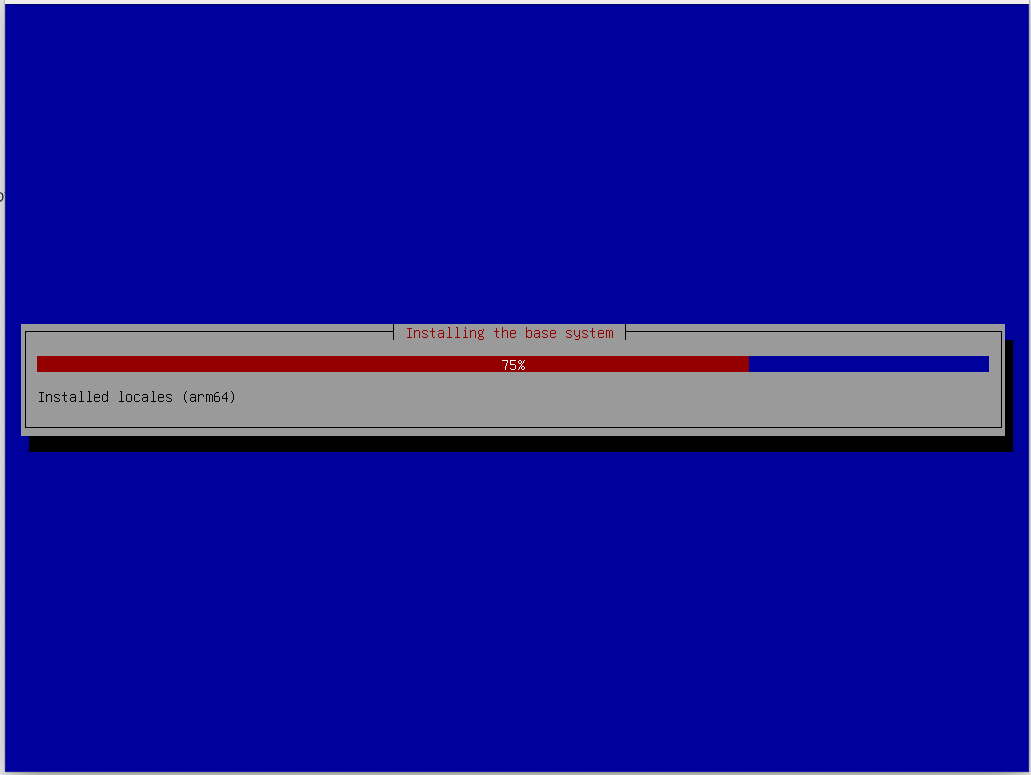 Installing the base system
75%
Installed locales (arm64)